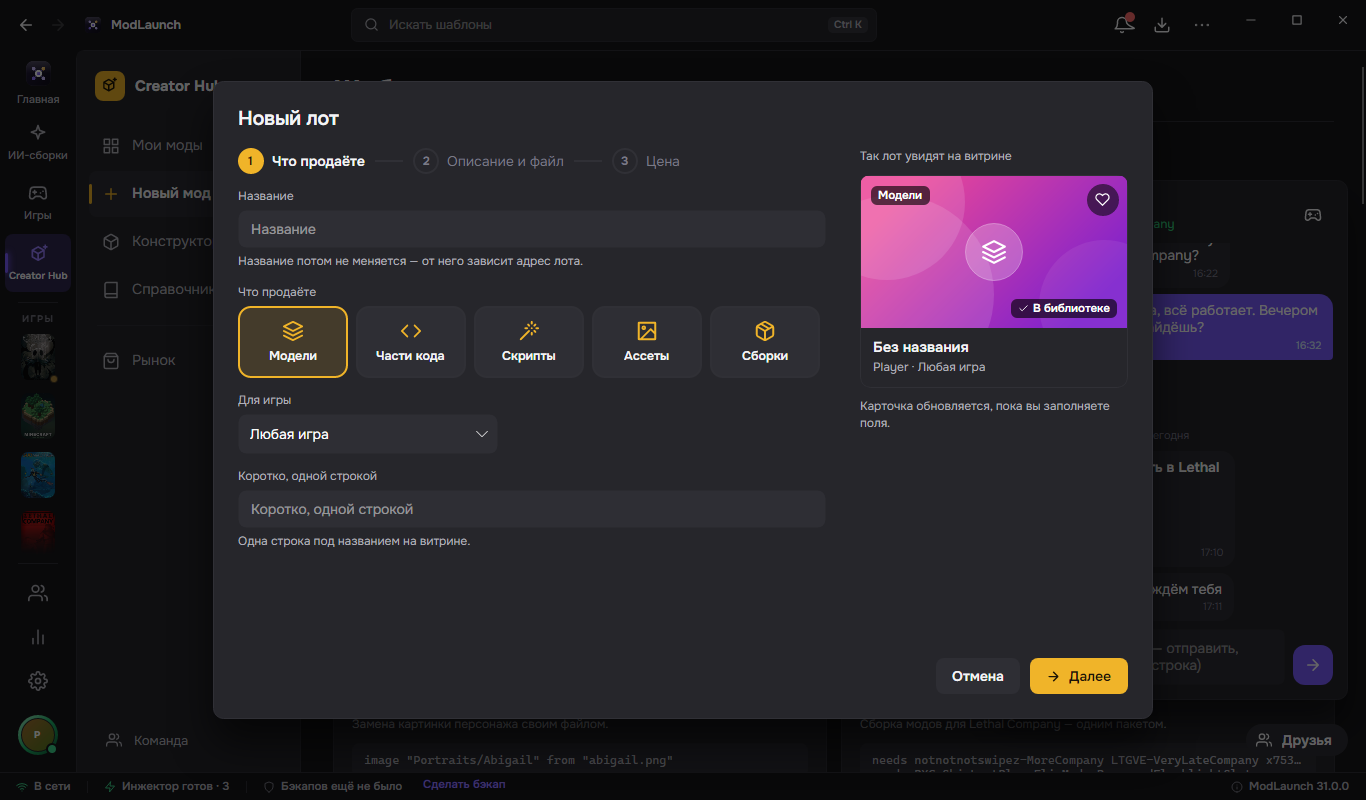 ModLaunch
Искать шаблоны
Ctrl K
Главная
ИИ-сборки
Игры
Creator Hub
ИГРЫ
MINECRAFT
Creator Hu
Мои моды
Новый мод
Конструкто
Справочник
Рынок
Команда
Новый лот
1 Что продаёте
2 Описание и файл
3 Цена
Название
Название
Название потом не меняется — от него зависит адрес лота.
Что продаёте
Модели
Части кода
Скрипты
Ассеты
Сборки
Для игры
Любая игра
Коротко, одной строкой
Коротко, одной строкой
Одна строка под названием на витрине.
Так лот увидят на витрине
Модели
В библиотеке
Без названия
Player · Любая игра
Карточка обновляется, пока вы заполняете
поля.
Отмена
Далее
any
mpany?
16:22
а, всё работает. Вечером
йдёшь?
16:32
егодня
ть в Lethal
17:10
ждём тебя
17:11
— отправить,
строка)
Замена картинки персонажа своим файлом.
image "Portraits/Abigail" from "abigail.png"
Сборка модов для Lethal Company — одним пакетом.
needs notnotnotswipez-MoreCompany LTGVE-VeryLateCompany x753…
Друзья
P
В сети
Инжектор готов · 3
Бэкапов ещё не было
Сделать бэкап
ModLaunch 31.0.0